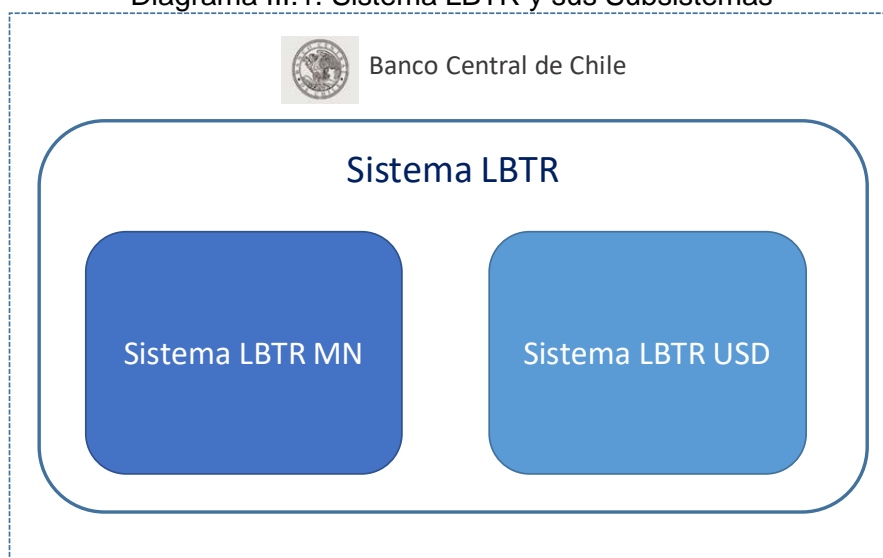 Diagrama III.1: Sistema LBTR y sus Subsistemas
Banco Central de Chile
Sistema LBTR
Sistema LBTR MN
Sistema LBTR USD